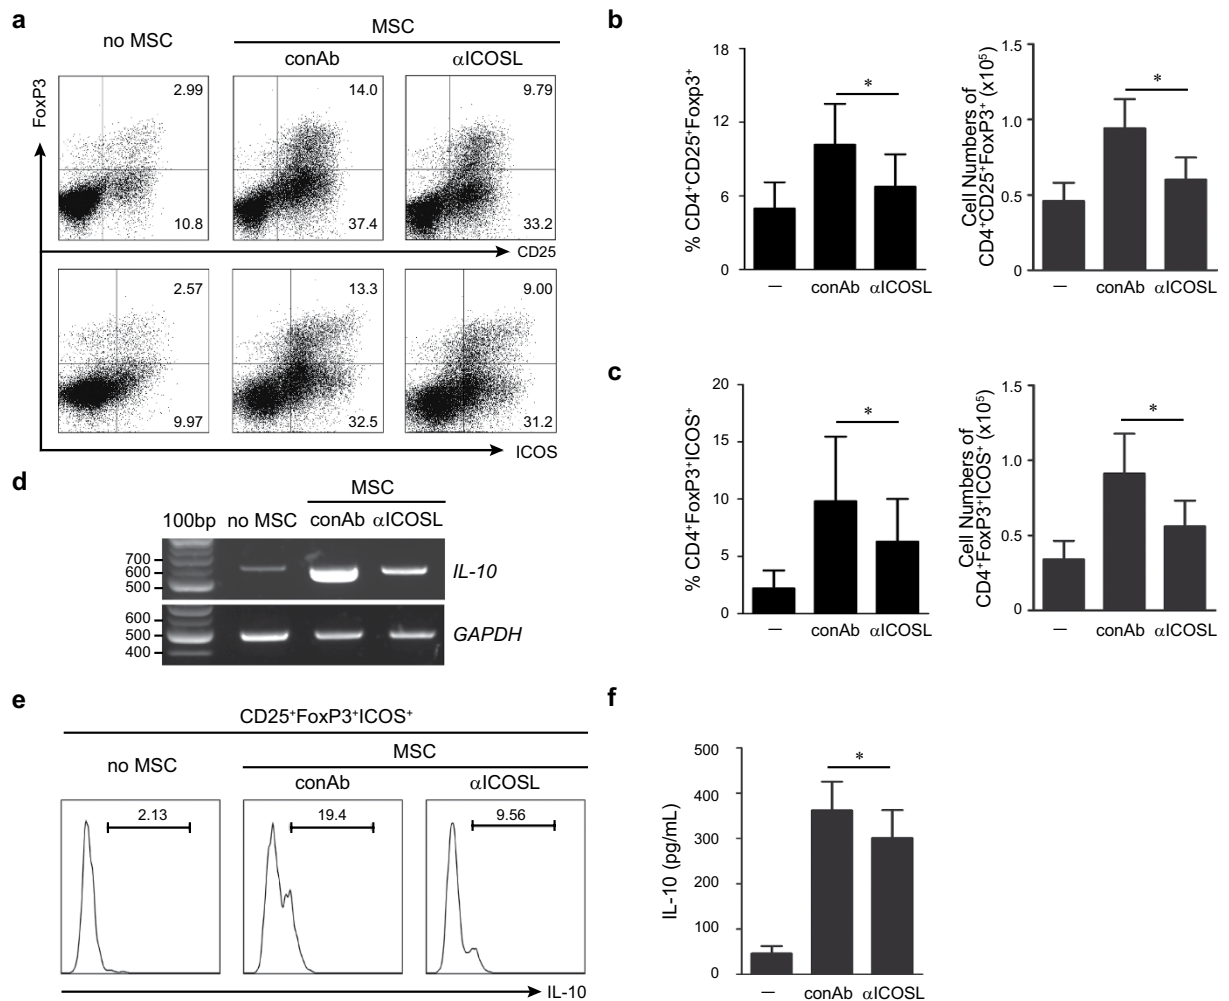 a
no MSC
MSC
conAb
αICOSL
FoxP3
2.99
14.0
9.79
10.8
37.4
33.2
CD25
2.57
13.3
9.00
9.97
32.5
31.2
ICOS
b
18
12
6
0
% CD4⁺CD25⁺Foxp3⁺
*
— conAb αICOSL
1.5
1.0
0.5
0
Cell Numbers of
CD4⁺CD25⁺FoxP3⁺ (x10⁵)
*
— conAb αICOSL
c
20
15
10
5
0
% CD4⁺FoxP3⁺ICOS⁺
*
— conAb αICOSL
1.5
1.0
0.5
0
Cell Numbers of
CD4⁺FoxP3⁺ICOS⁺ (x10⁵)
*
— conAb αICOSL
d
MSC
100bp no MSC conAb αICOSL
700
600
500
IL-10
600
500
400
GAPDH
e
CD25⁺FoxP3⁺ICOS⁺
no MSC
MSC
conAb
αICOSL
2.13
19.4
9.56
IL-10
f
500
400
300
200
100
0
IL-10 (pg/mL)
*
— conAb αICOSL